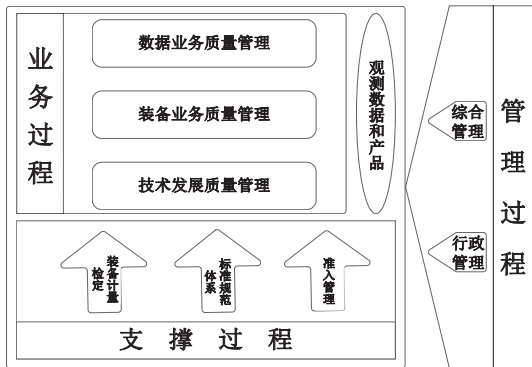 业务过程
数据业务质量管理
装备业务质量管理
技术发展质量管理
观测数据和产品
装备计量
检定
标准规范
体系
准入管理
支撑过程
综合
管理
行政
管理
管理过程